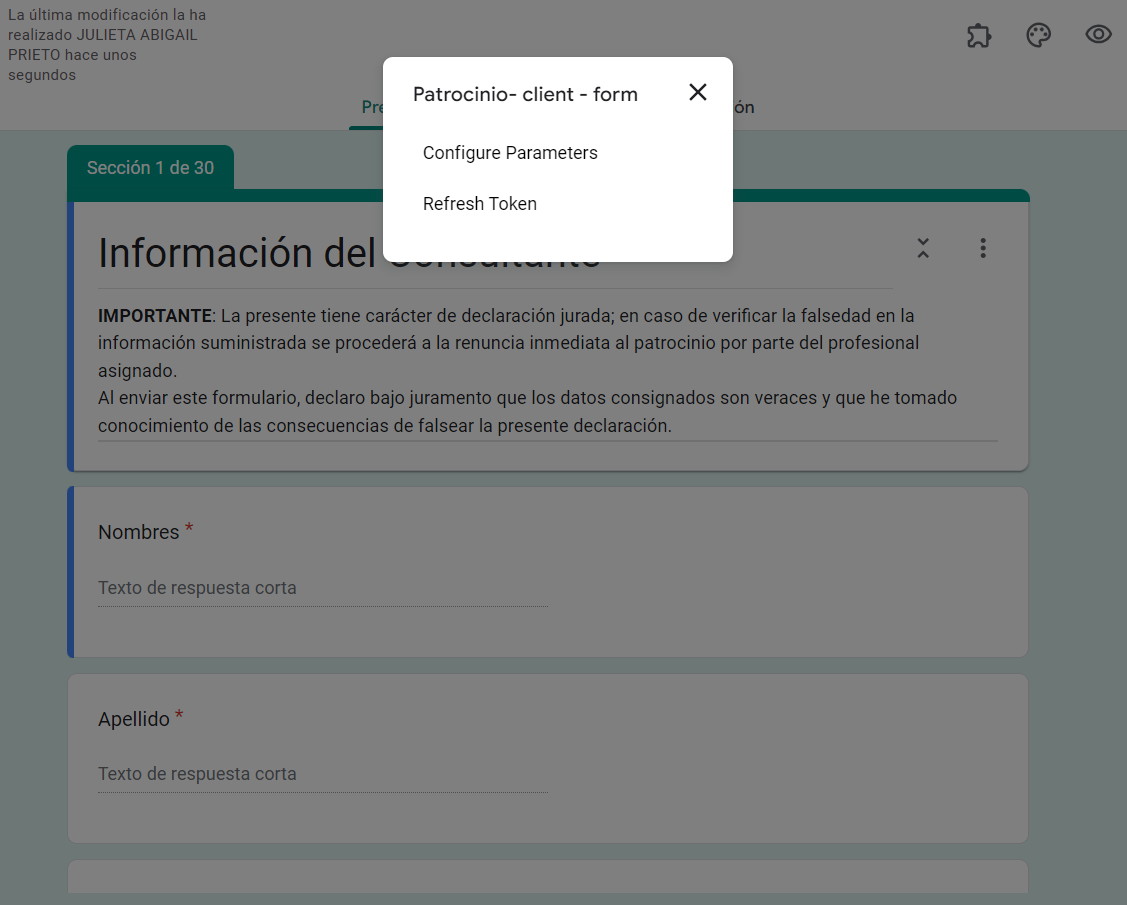 La última modificación la ha
realizado JULIETA ABIGAIL
PRIETO hace unos
segundos
Patrocinio- client - form
Configure Parameters
Refresh Token
Sección 1 de 30
Información del
IMPORTANTE: La presente tiene carácter de declaración jurada; en caso de verificar la falsedad en la
información suministrada se procederá a la renuncia inmediata al patrocinio por parte del profesional
asignado.
Al enviar este formulario, declaro bajo juramento que los datos consignados son veraces y que he tomado
conocimiento de las consecuencias de falsear la presente declaración.
Nombres *
Texto de respuesta corta
Apellido *
Texto de respuesta corta